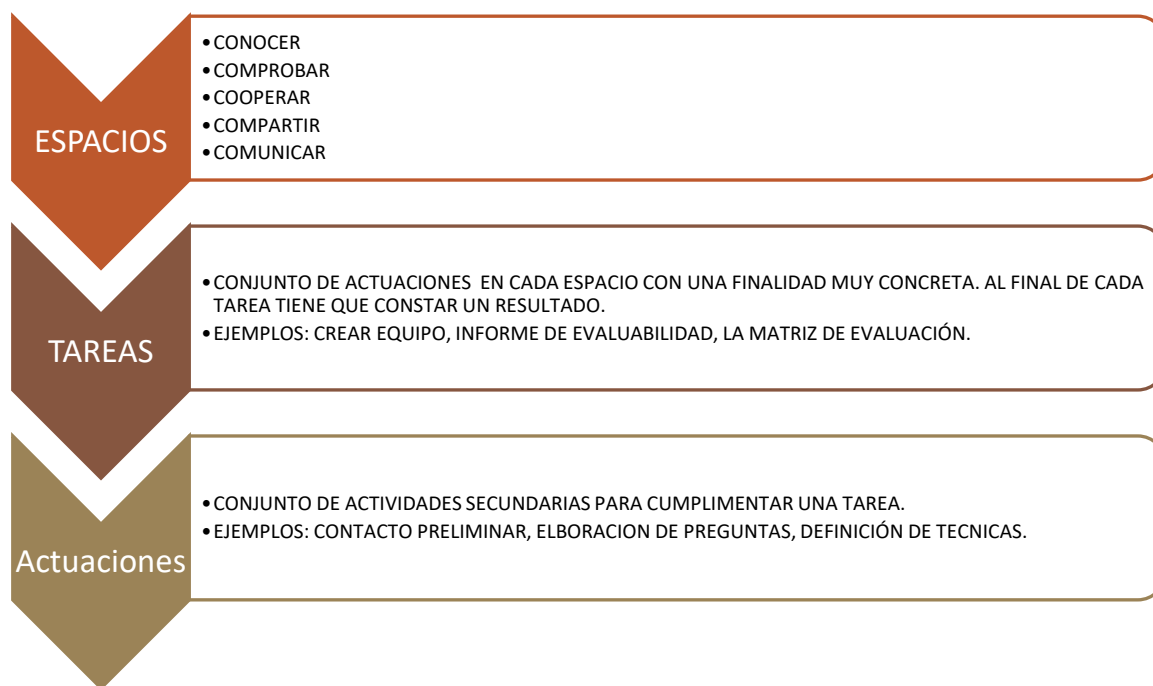 ESPACIOS
• CONOCER
• COMPROBAR
• COOPERAR
• COMPARTIR
• COMUNICAR
TAREAS
• CONJUNTO DE ACTUACIONES EN CADA ESPACIO CON UNA FINALIDAD MUY CONCRETA. AL FINAL DE CADA
TAREA TIENE QUE CONSTAR UN RESULTADO.
• EJEMPLOS: CREAR EQUIPO, INFORME DE EVALUABILIDAD, LA MATRIZ DE EVALUACIÓN.
Actuaciones
• CONJUNTO DE ACTIVIDADES SECUNDARIAS PARA CUMPLIMENTAR UNA TAREA.
• EJEMPLOS: CONTACTO PRELIMINAR, ELBORACION DE PREGUNTAS, DEFINICIÓN DE TECNICAS.